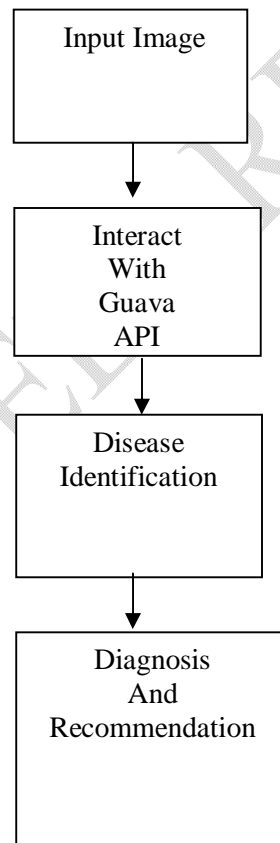 Input Image
Interact
With
Guava
API
Disease
Identification
Diagnosis
And
Recommendation